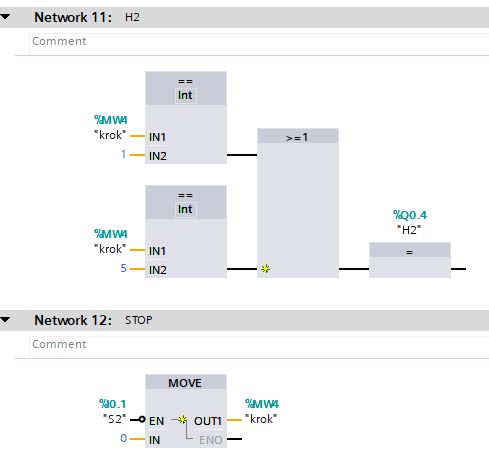 Network 11: H2
Comment
==
Int
%MW4
"krok" IN1
1 IN2
>=1
==
Int
%MW4
"krok" IN1
5 IN2
%Q0.4
"H2"
=
Network 12: STOP
Comment
MOVE
%I0.1
"S2" EN OUT1
%MW4
"krok"
0 IN ENO